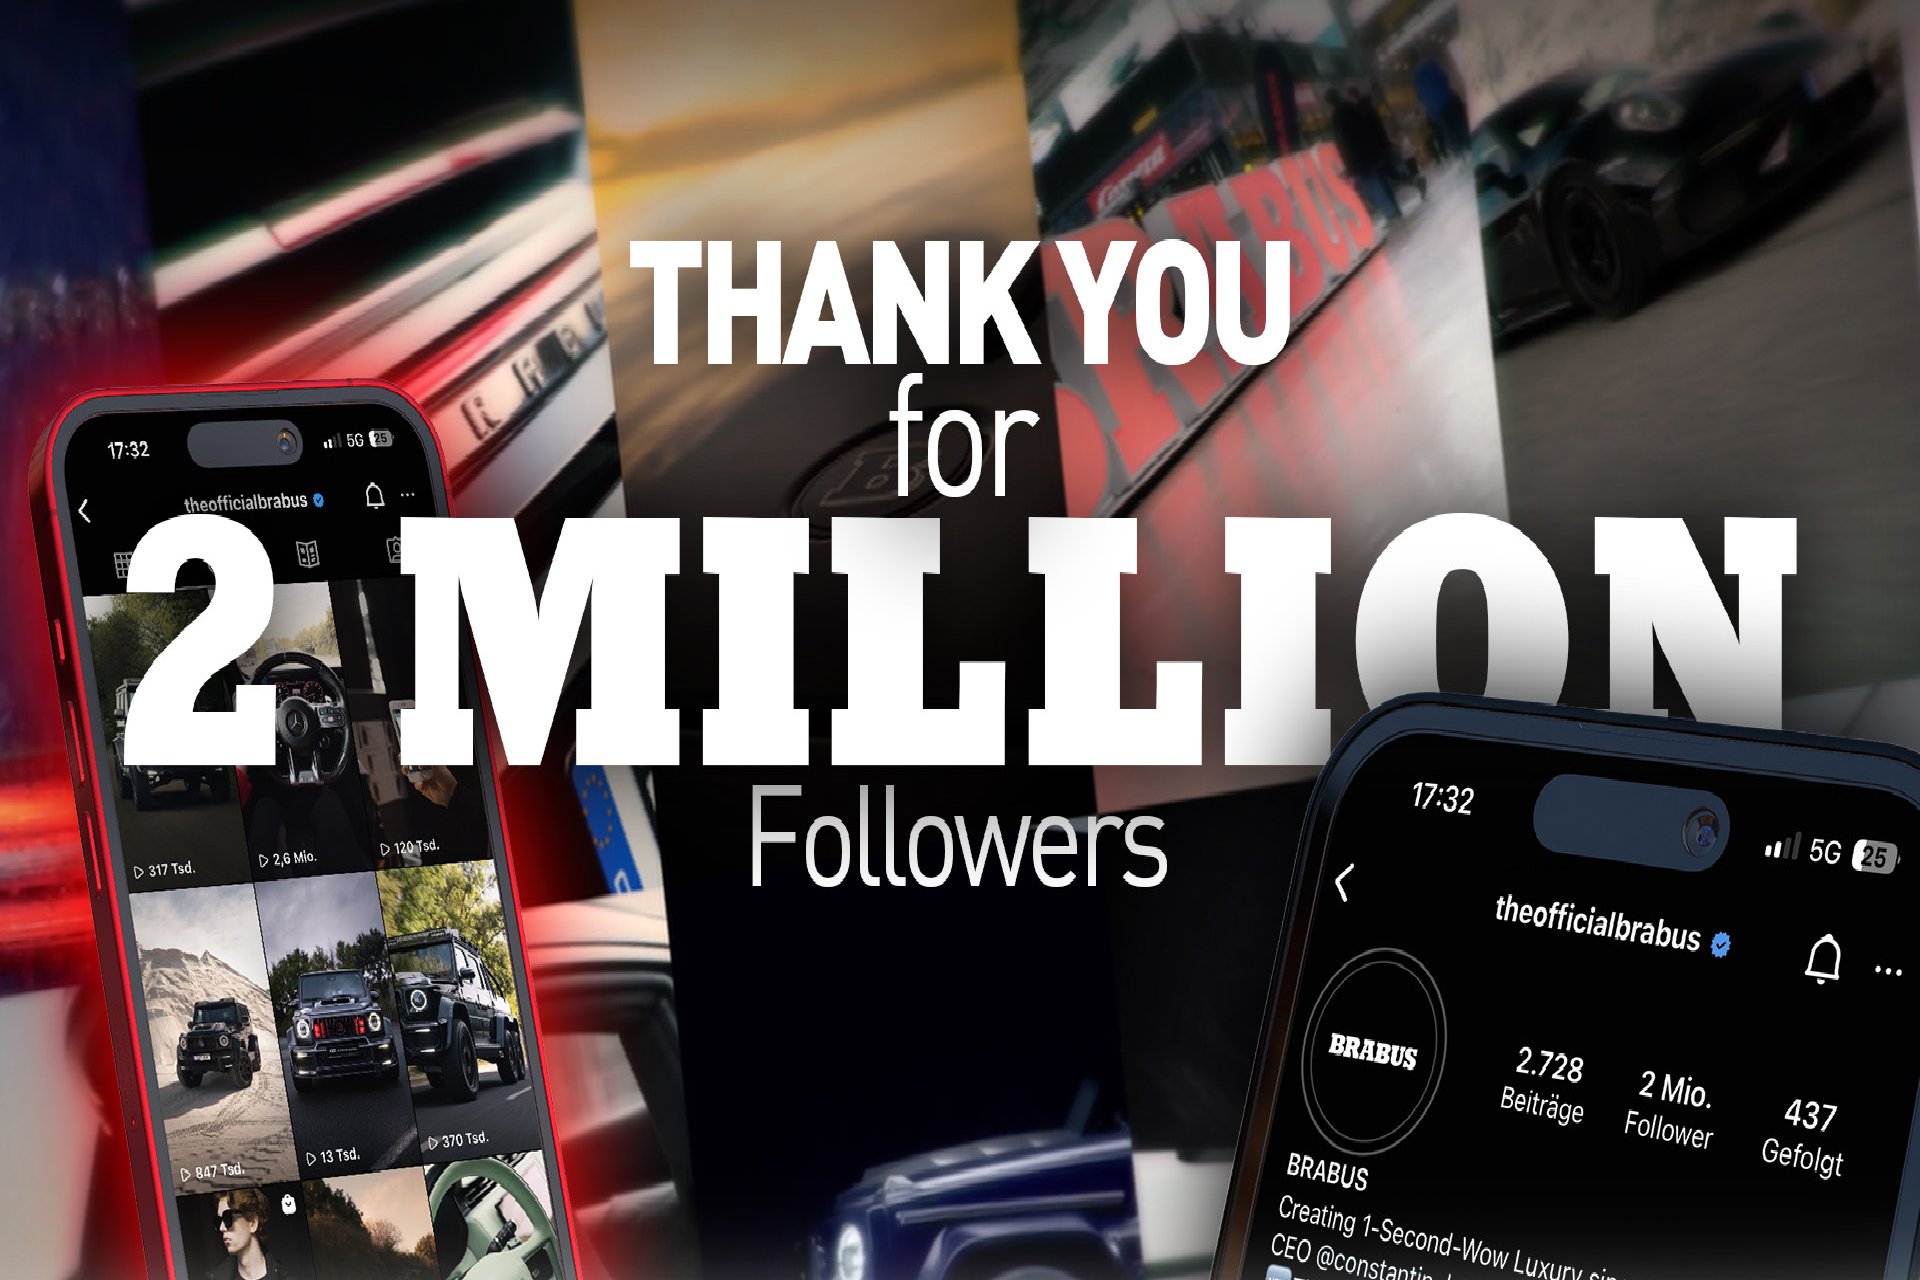 THANK YOU
for
2 MILLION
Followers
Carrera
BRABUS
B
17:32
5G 25
theofficialbrabus
317 Tsd.
2,6 Mio.
120 Tsd.
847 Tsd.
13 Tsd.
370 Tsd.
17:32
5G 25
theofficialbrabus
BRABUS
2.728
Beiträge
2 Mio.
Follower
437
Gefolgt
BRABUS
Creating 1-Second-Wow Luxury
CEO